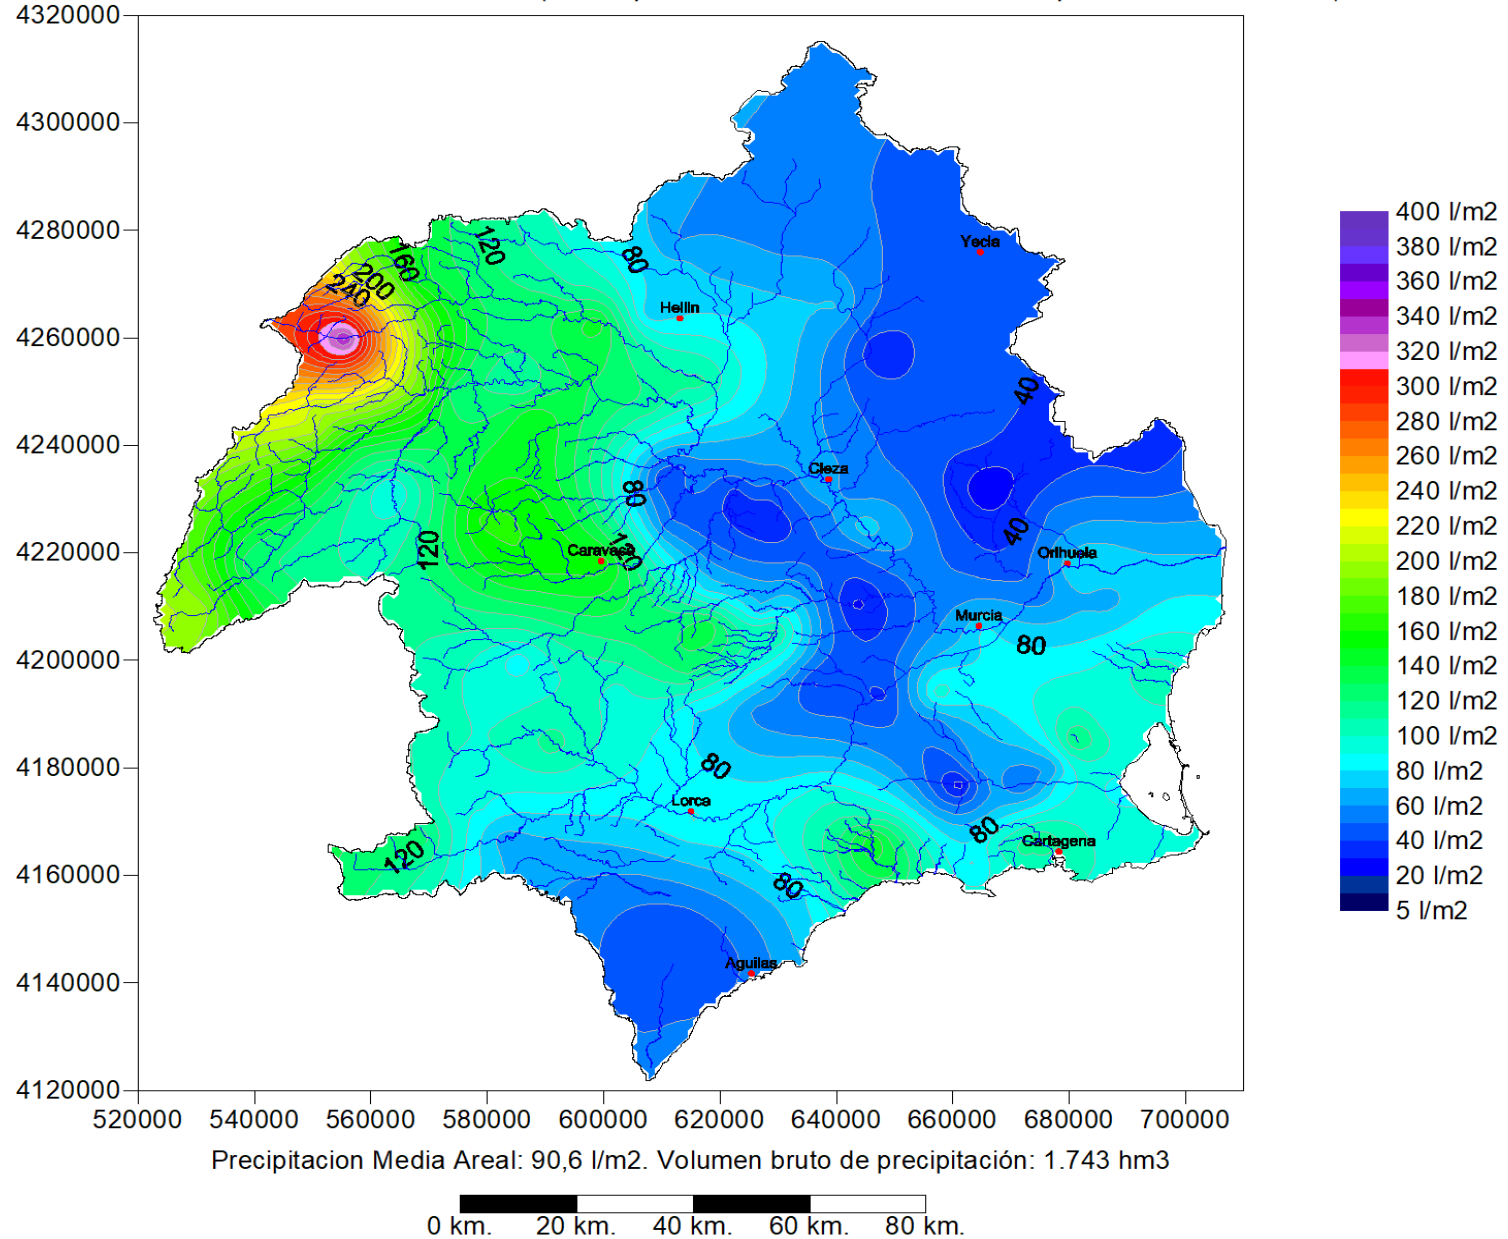 4320000
4300000
4280000
4260000
4240000
4220000
4200000
4180000
4160000
4140000
4120000
520000 540000 560000 580000 600000 620000 640000 660000 680000 700000
120
160
200
240
80
Yecla
Hellin
40
Cieza
80
40
120
120
Caravaca
Orihuela
Murcia
80
80
Lorca
80
Cartagena
120
80
Aguilas
400 l/m2
380 l/m2
360 l/m2
340 l/m2
320 l/m2
300 l/m2
280 l/m2
260 l/m2
240 l/m2
220 l/m2
200 l/m2
180 l/m2
160 l/m2
140 l/m2
120 l/m2
100 l/m2
80 l/m2
60 l/m2
40 l/m2
20 l/m2
5 l/m2
Precipitacion Media Areal: 90,6 l/m2. Volumen bruto de precipitación: 1.743 hm3
0 km. 20 km. 40 km. 60 km. 80 km.